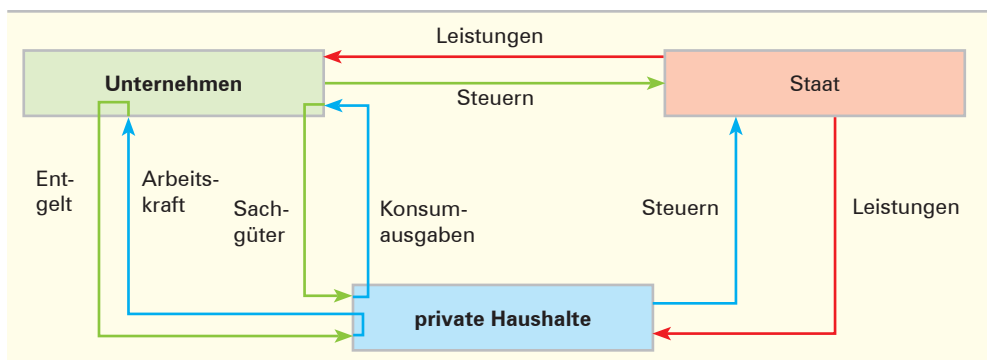 Leistungen
Unternehmen
Staat
Steuern
Ent-
gelt
Arbeits-
kraft
Sach-
güter
Konsum-
ausgaben
Steuern
Leistungen
private Haushalte